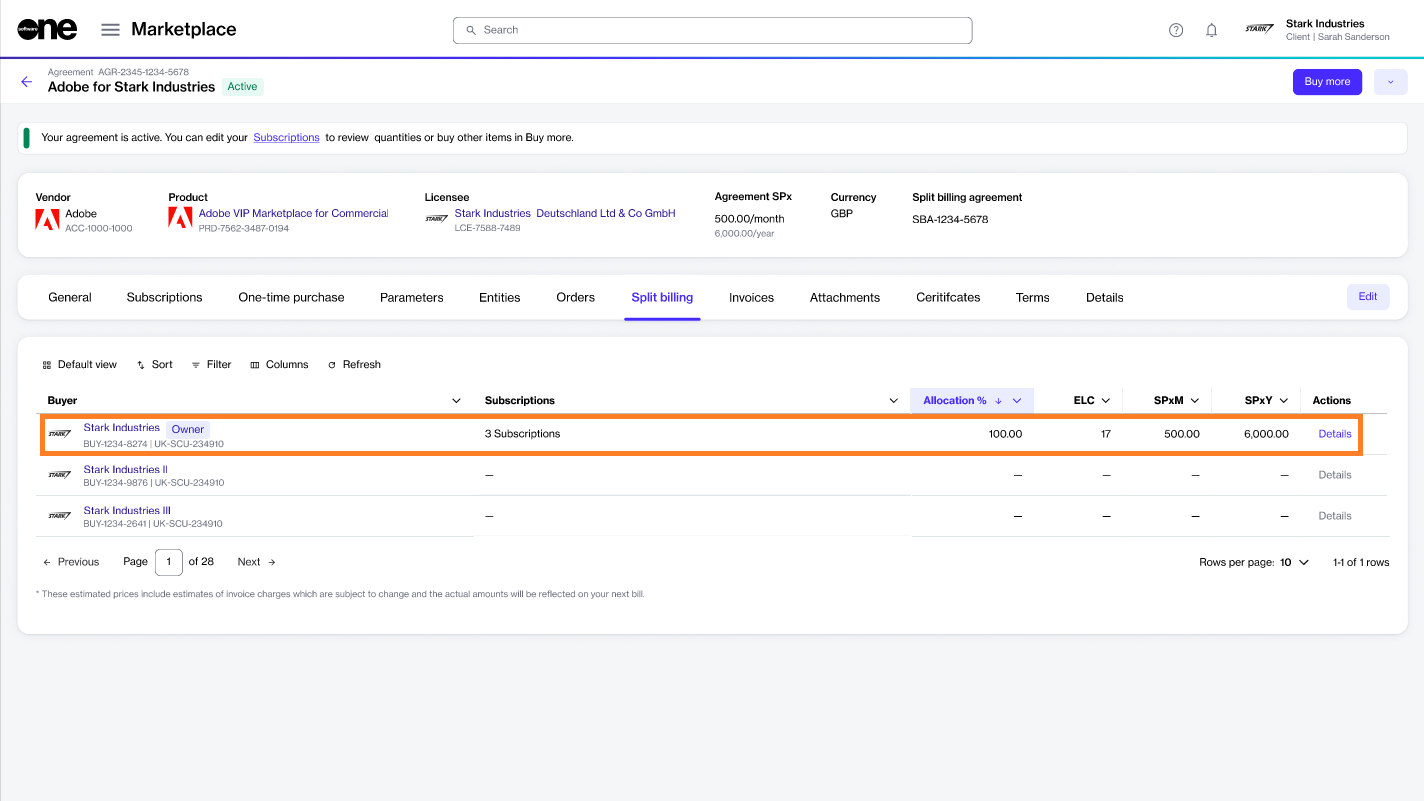 software one Marketplace Search Stark Industries
STARK Client | Sarah Sanderson
Agreement AGR-2345-1234-5678
Adobe for Stark Industries Active Buy more
Your agreement is active. You can edit your Subscriptions to review quantities or buy other items in Buy more.
Vendor Product Licensee Agreement SPx Currency Split billing agreement
Adobe Adobe VIP Marketplace for Commercial STARK Stark Industries Deutschland Ltd & Co GmbH 500.00/month GBP SBA-1234-5678
ACC-1000-1000 PRD-7562-3487-0194 LCE-7588-7489 6,000.00/year
General Subscriptions One-time purchase Parameters Entities Orders Split billing Invoices Attachments Ceritifcates Terms Details Edit
Default view Sort Filter Columns Refresh
Buyer Subscriptions Allocation % ELC SPxM SPxY Actions
STARK Stark Industries Owner 3 Subscriptions 100.00 17 500.00 6,000.00 Details
BUY-1234-8274 | UK-SCU-234910
STARK Stark Industries II — — — — — Details
BUY-1234-9876 | UK-SCU-234910
STARK Stark Industries III — — — — — Details
BUY-1234-2641 | UK-SCU-234910
Previous Page 1 of 28 Next Rows per page: 10 1-1 of 1 rows
* These estimated prices include estimates of invoice charges which are subject to change and the actual amounts will be reflected on your next bill.